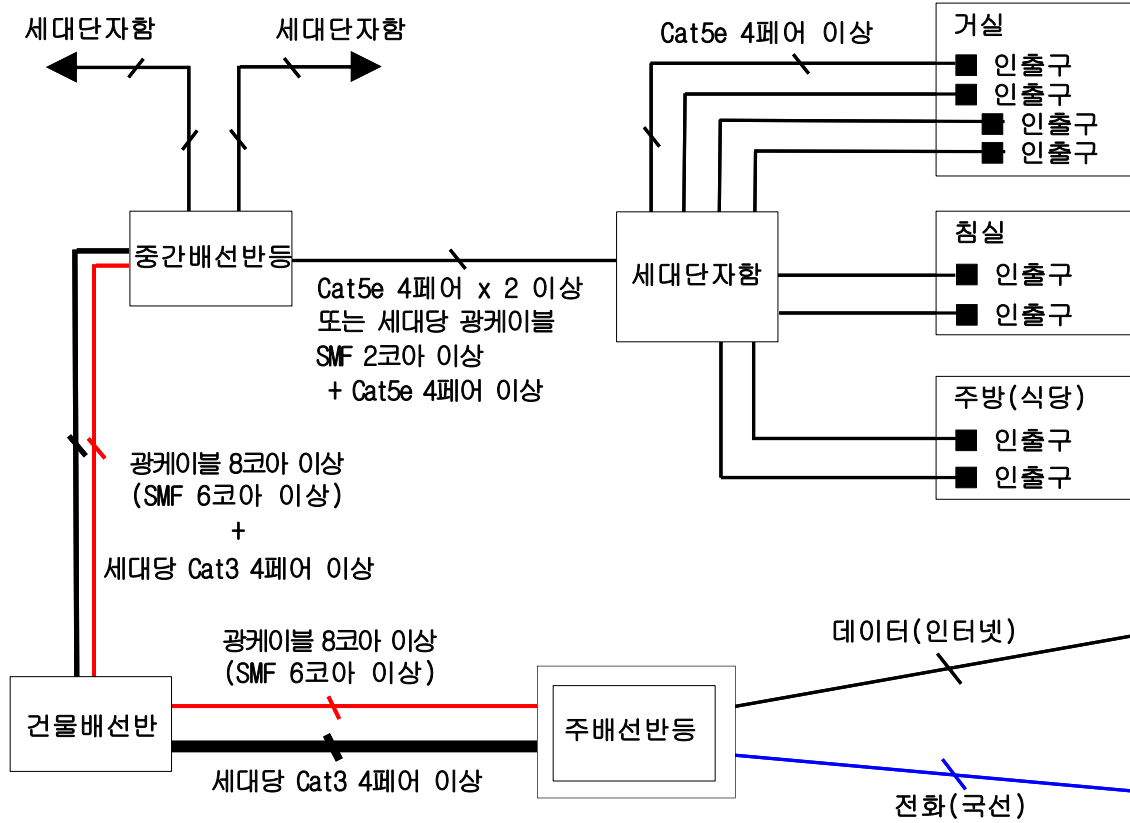 세대단자함
세대단자함
Cat5e 4페어 이상
거실
인출구
인출구
인출구
인출구
중간배선반등
Cat5e 4페어 x 2 이상
또는 세대당 광케이블
SMF 2코아 이상
+ Cat5e 4페어 이상
세대단자함
침실
인출구
인출구
주방(식당)
인출구
인출구
광케이블 8코아 이상
(SMF 6코아 이상)
+
세대당 Cat3 4페어 이상
광케이블 8코아 이상
(SMF 6코아 이상)
건물배선반
세대당 Cat3 4페어 이상
주배선반등
데이터(인터넷)
전화(국선)